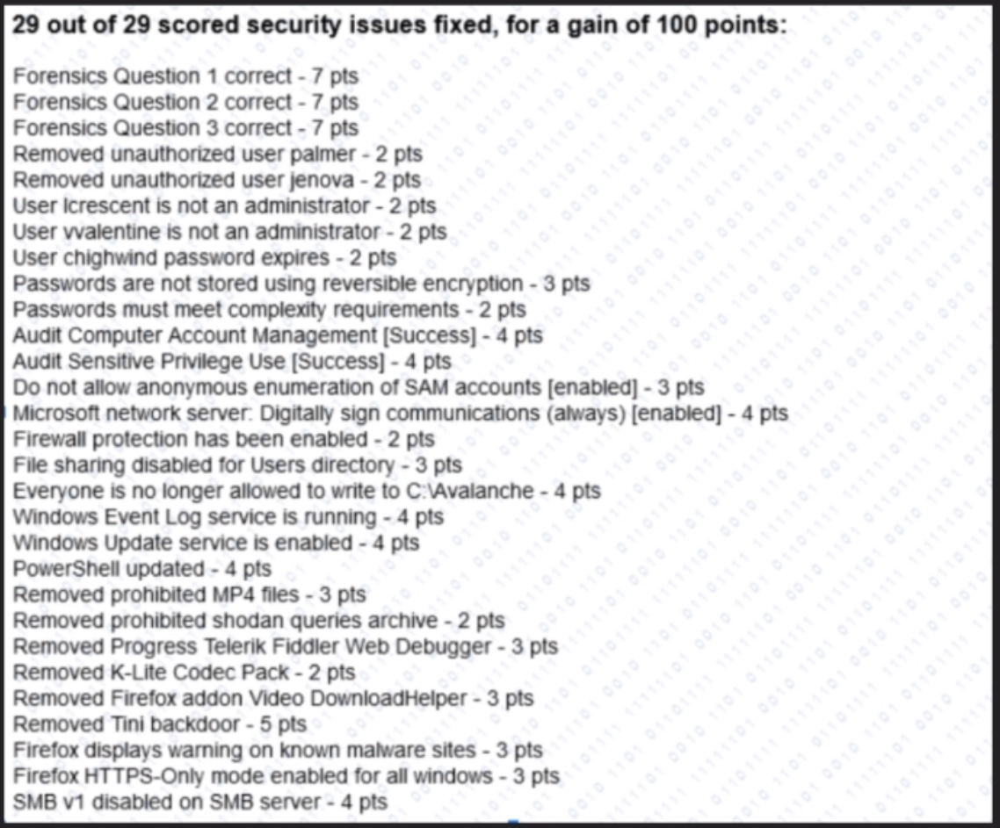 29 out of 29 scored security issues fixed, for a gain of 100 points:
Forensics Question 1 correct - 7 pts
Forensics Question 2 correct - 7 pts
Forensics Question 3 correct - 7 pts
Removed unauthorized user palmer - 2 pts
Removed unauthorized user jenova - 2 pts
User lcrescent is not an administrator - 2 pts
User vvalentine is not an administrator - 2 pts
User chighwind password expires - 2 pts
Passwords are not stored using reversible encryption - 3 pts
Passwords must meet complexity requirements - 2 pts
Audit Computer Account Management [Success] - 4 pts
Audit Sensitive Privilege Use [Success] - 4 pts
Do not allow anonymous enumeration of SAM accounts [enabled] - 3 pts
Microsoft network server: Digitally sign communications (always) [enabled] - 4 pts
Firewall protection has been enabled - 2 pts
File sharing disabled for Users directory - 3 pts
Everyone is no longer allowed to write to C:\Avalanche - 4 pts
Windows Event Log service is running - 4 pts
Windows Update service is enabled - 4 pts
PowerShell updated - 4 pts
Removed prohibited MP4 files - 3 pts
Removed prohibited shodan queries archive - 2 pts
Removed Progress Telerik Fiddler Web Debugger - 3 pts
Removed K-Lite Codec Pack - 2 pts
Removed Firefox addon Video DownloadHelper - 3 pts
Removed Tini backdoor - 5 pts
Firefox displays warning on known malware sites - 3 pts
Firefox HTTPS-Only mode enabled for all windows - 3 pts
SMB v1 disabled on SMB server - 4 pts